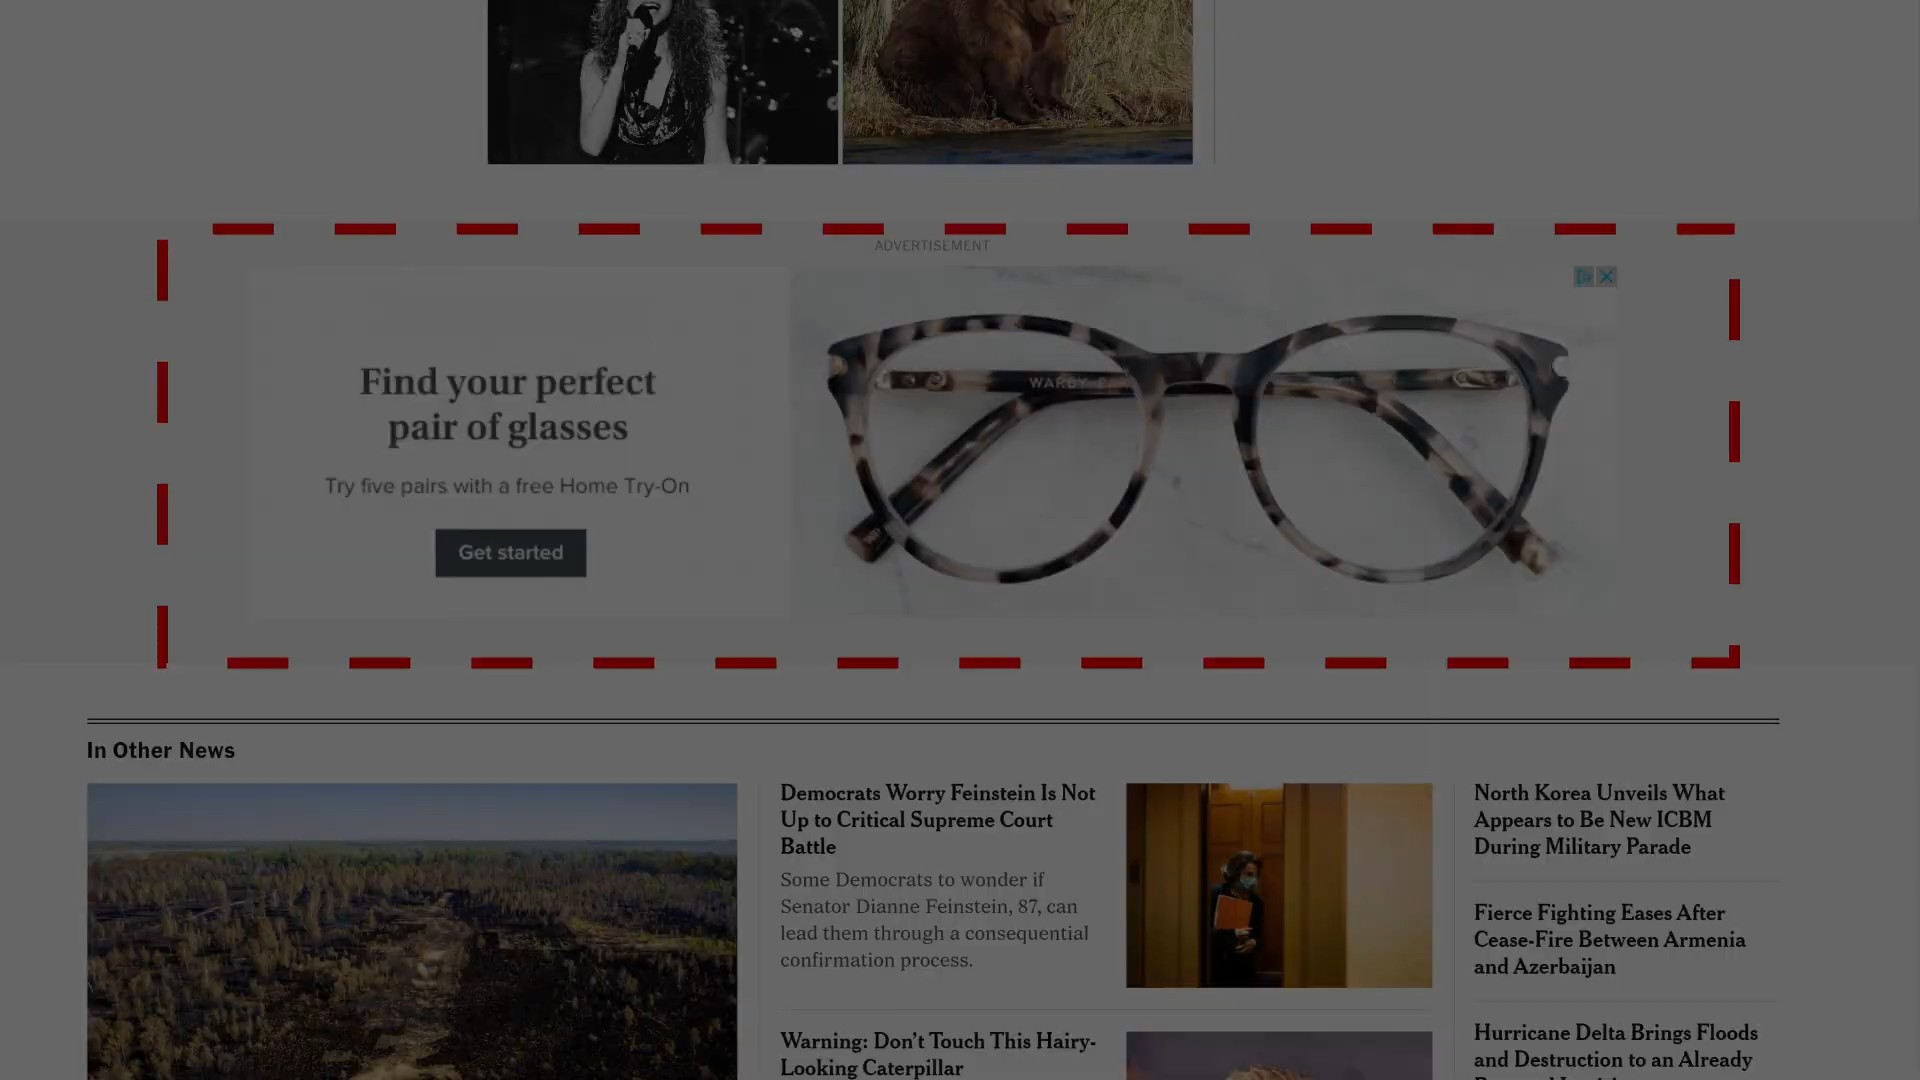 ADVERTISEMENT
Find your perfect
pair of glasses
Try five pairs with a free Home Try-On
Get started
WARBY
In Other News
Democrats Worry Feinstein Is Not
Up to Critical Supreme Court
Battle
Some Democrats to wonder if
Senator Dianne Feinstein, 87, can
lead them through a consequential
confirmation process.
Warning: Don't Touch This Hairy-
Looking Caterpillar
North Korea Unveils What
Appears to Be New ICBM
During Military Parade
Fierce Fighting Eases After
Cease-Fire Between Armenia
and Azerbaijan
Hurricane Delta Brings Floods
and Destruction to an Already